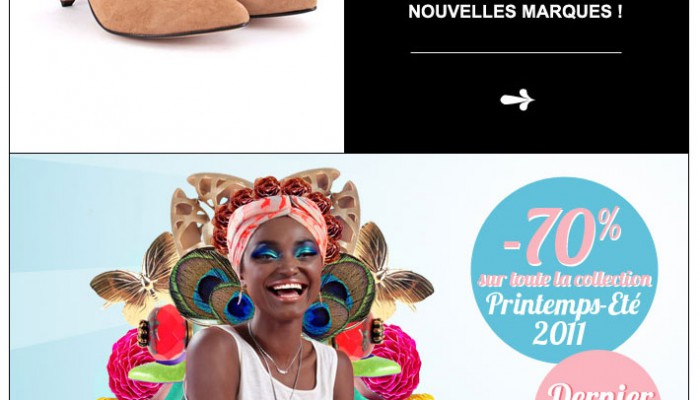 NOUVELLES MARQUES !
-70%
sur toute la collection
Printemps-Eté
2011
Dernier